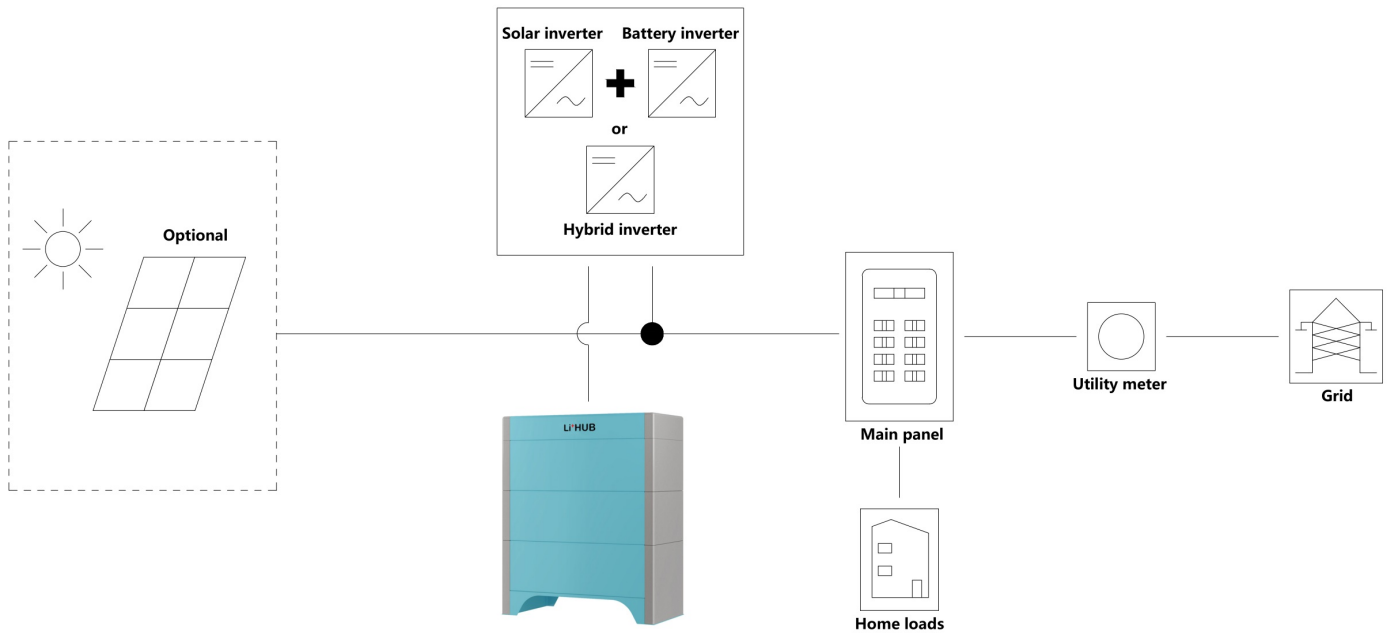 Solar inverter Battery inverter
or
Hybrid inverter
Optional
Li⁺HUB
Main panel
Utility meter
Grid
Home loads